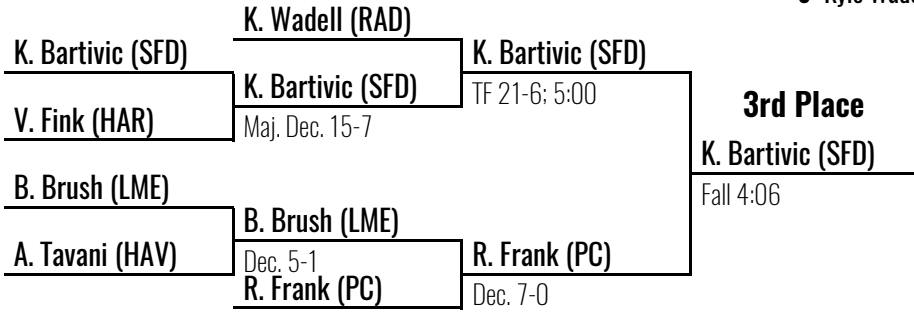 K. Bartivic (SFD)
V. Fink (HAR)
B. Brush (LME)
A. Tavani (HAV)
K. Wadell (RAD)
K. Bartivic (SFD)
Maj. Dec. 15-7
B. Brush (LME)
Dec. 5-1
R. Frank (PC)
K. Bartivic (SFD)
TF 21-6; 5:00
R. Frank (PC)
Dec. 7-0
3rd Place
K. Bartivic (SFD)
Fall 4:06